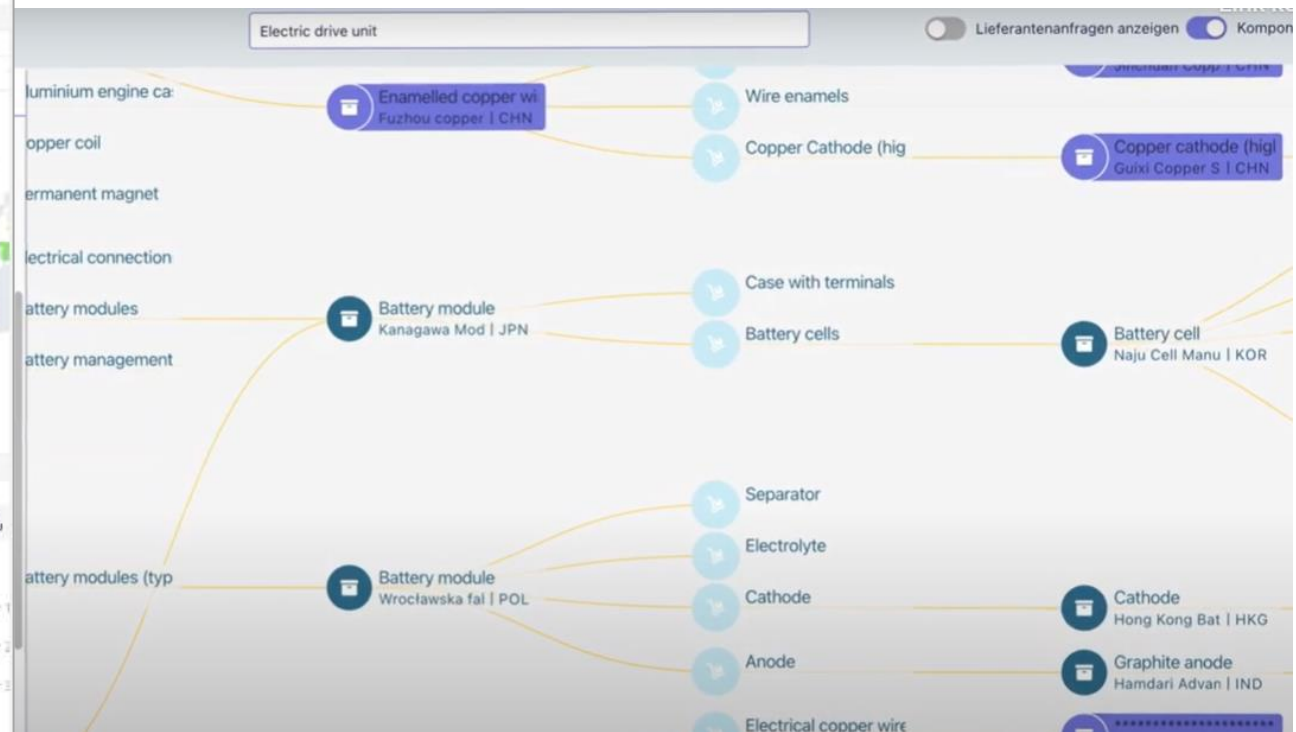 Electric drive unit
Lieferantenanfragen anzeigen
Kompon
luminium engine ca
Enamelled copper wi
Fuzhou copper | CHN
Wire enamels
opper coil
Copper Cathode (hig
Copper cathode (higl
Guixi Copper S | CHN
ermanent magnet
lectrical connection
attery modules
Battery module
Kanagawa Mod | JPN
Case with terminals
Battery cells
Battery cell
Naju Cell Manu | KOR
attery management
Separator
Electrolyte
attery modules (typ
Battery module
Wrocławska fal | POL
Cathode
Cathode
Hong Kong Bat | HKG
Anode
Graphite anode
Hamdari Advan | IND
Electrical copper wire
********************